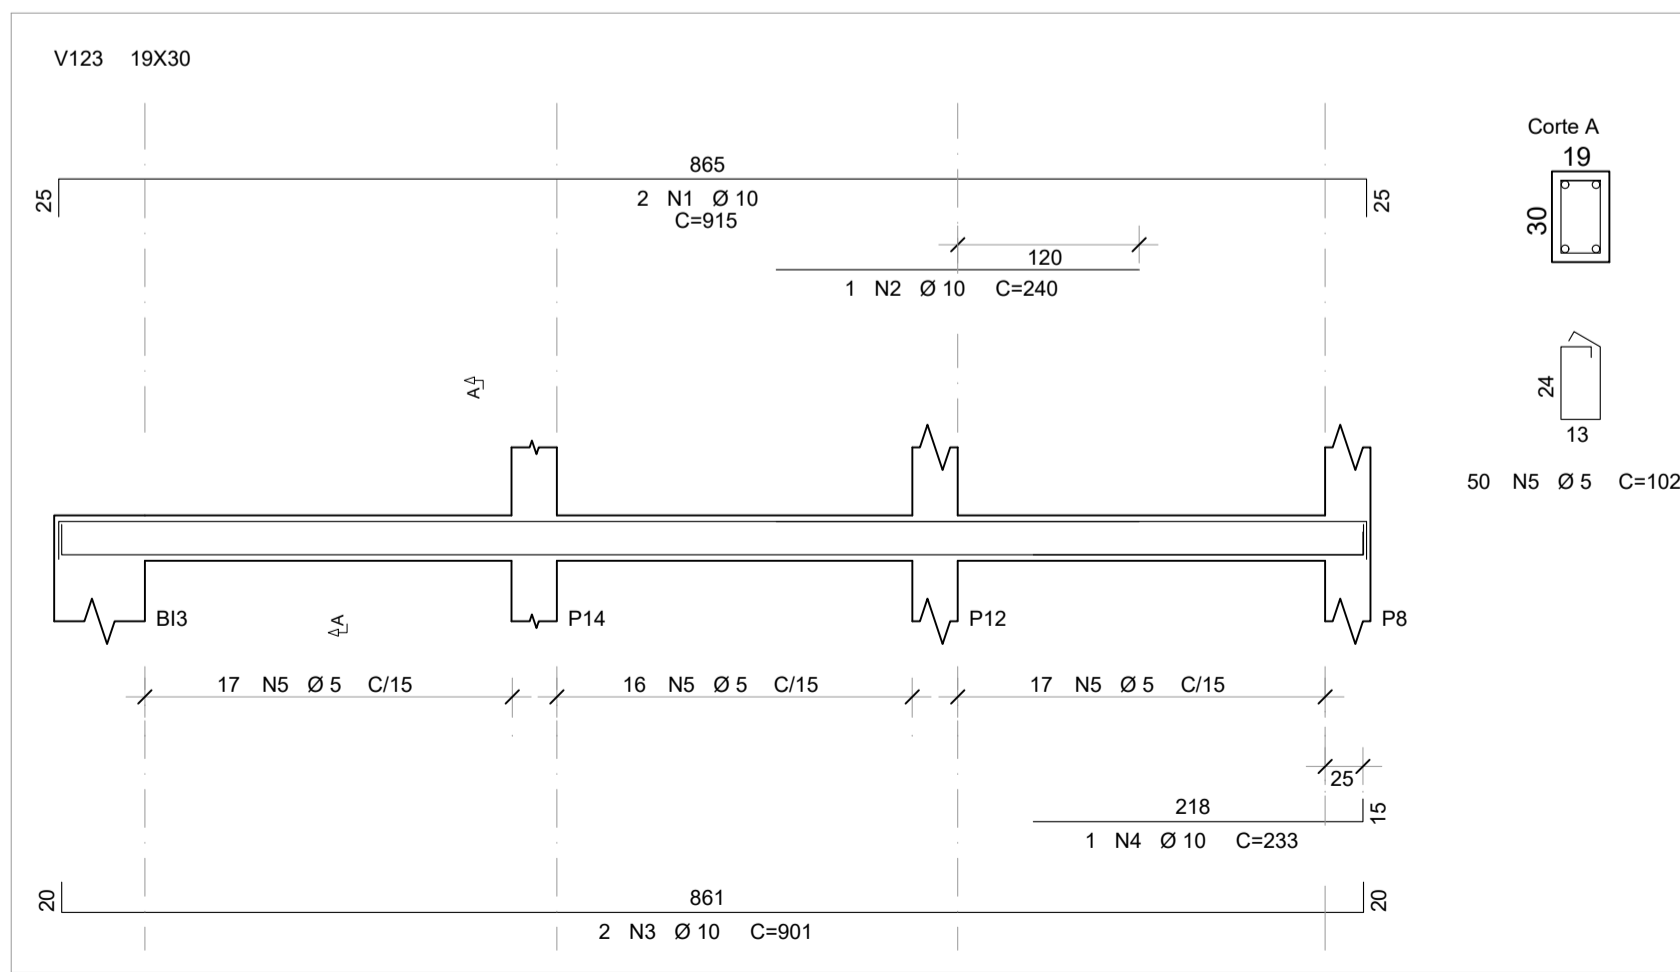 V123 19X30
Corte A
19
30
865
25
25
2 N1 Ø 10
C=915
120
1 N2 Ø 10 C=240
24
13
50 N5 Ø 5 C=102
A
A
BI3
P14
P12
P8
17 N5 Ø 5 C/15
16 N5 Ø 5 C/15
17 N5 Ø 5 C/15
25
218
15
1 N4 Ø 10 C=233
861
20
20
2 N3 Ø 10 C=901